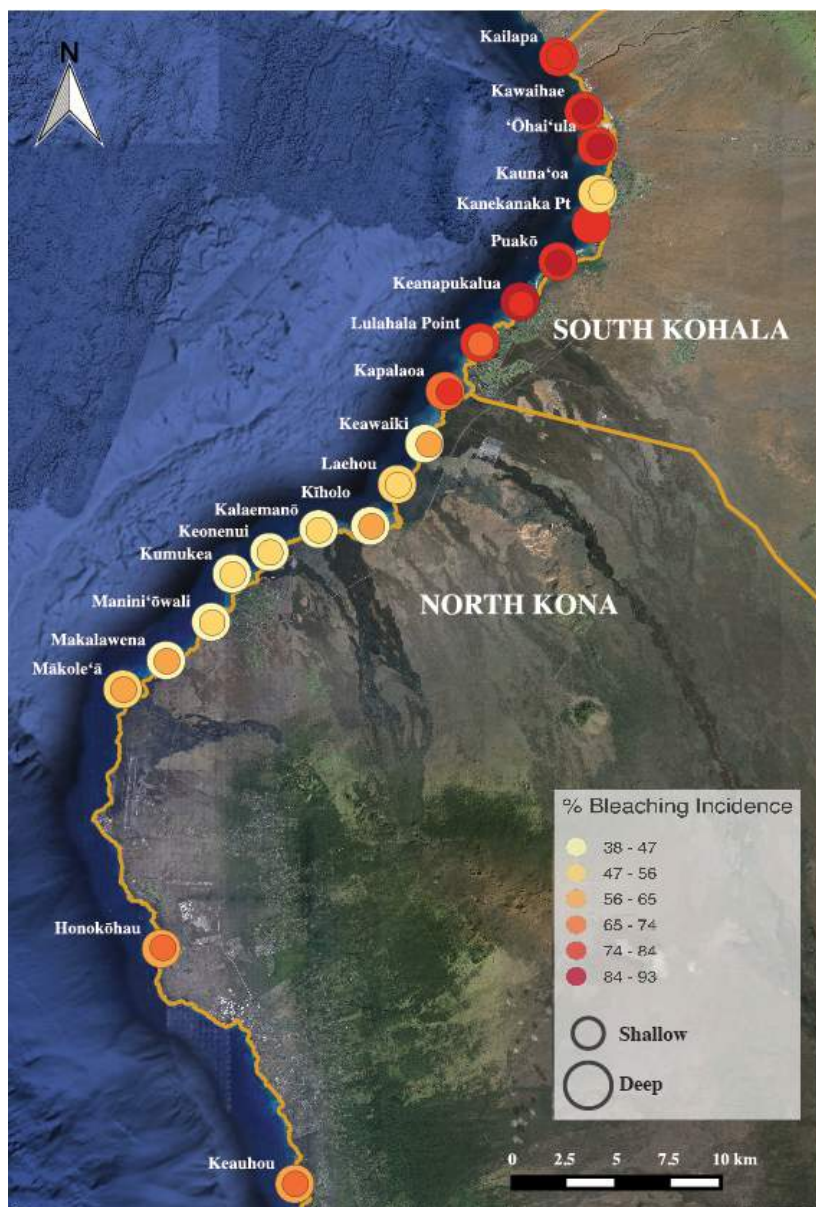 N
Kailapa
Kawaihae
ʻŌhaiʻula
Kaunaʻoa
Kanekanaka Pt
Puakō
Keanapukalua
SOUTH KOHALA
Lulahala Point
Kapalaoa
Keawaiki
Laehou
Kīholo
Kalaemanō
Keonenui
Kumukea
NORTH KONA
Maniniʻōwali
Makalawena
Mākoleʻā
Honokōhau
Keauhou
% Bleaching Incidence
38 - 47
47 - 56
56 - 65
65 - 74
74 - 84
84 - 93
Shallow
Deep
0 2.5 5 7.5 10 km